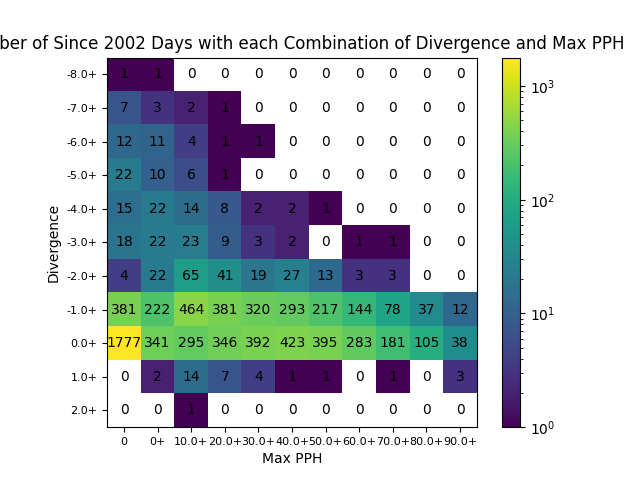 ber of Since 2002 Days with each Combination of Divergence and Max PPH
-8.0+ 1 1 0 0 0 0 0 0 0 0 0
-7.0+ 7 3 2 1 0 0 0 0 0 0 0
-6.0+ 12 11 4 1 1 0 0 0 0 0 0
-5.0+ 22 10 6 1 0 0 0 0 0 0 0
-4.0+ 15 22 14 8 2 2 1 0 0 0 0
-3.0+ 18 22 23 9 3 2 0 1 1 0 0
-2.0+ 4 22 65 41 19 27 13 3 3 0 0
-1.0+ 381 222 464 381 320 293 217 144 78 37 12
0.0+ 1777 341 295 346 392 423 395 283 181 105 38
1.0+ 0 2 14 7 4 1 1 0 1 0 3
2.0+ 0 0 1 0 0 0 0 0 0 0 0
0 0+ 10.0+ 20.0+ 30.0+ 40.0+ 50.0+ 60.0+ 70.0+ 80.0+ 90.0+
Max PPH
Divergence
10³
10²
10¹
10⁰